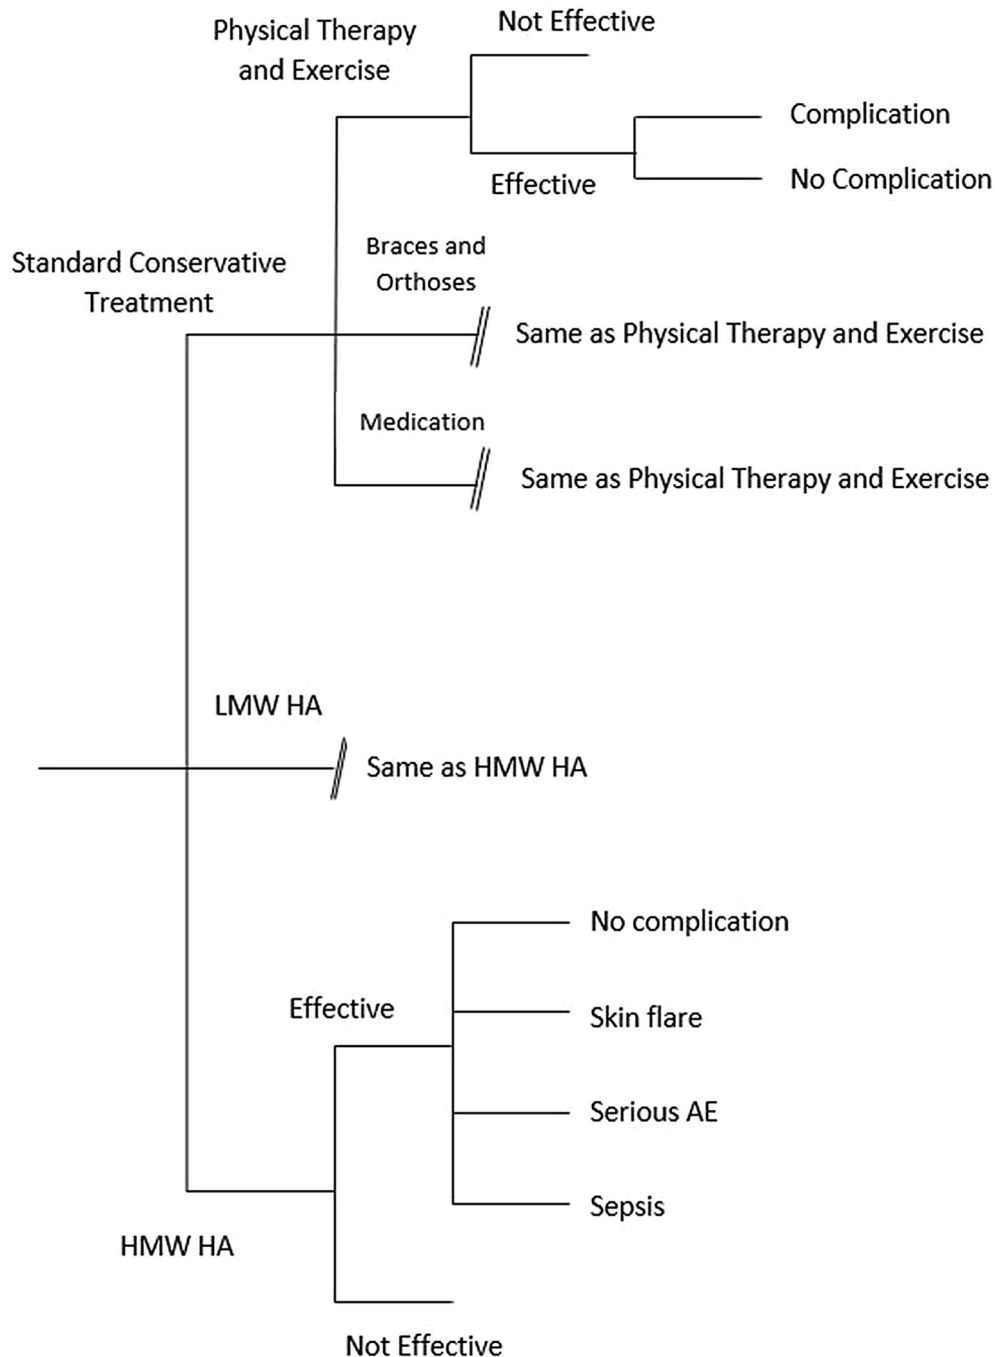 Physical Therapy
and Exercise
Not Effective
Complication
Effective
No Complication
Braces and
Orthoses
Standard Conservative
Treatment
Same as Physical Therapy and Exercise
Medication
Same as Physical Therapy and Exercise
LMW HA
Same as HMW HA
No complication
Effective
Skin flare
Serious AE
Sepsis
HMW HA
Not Effective